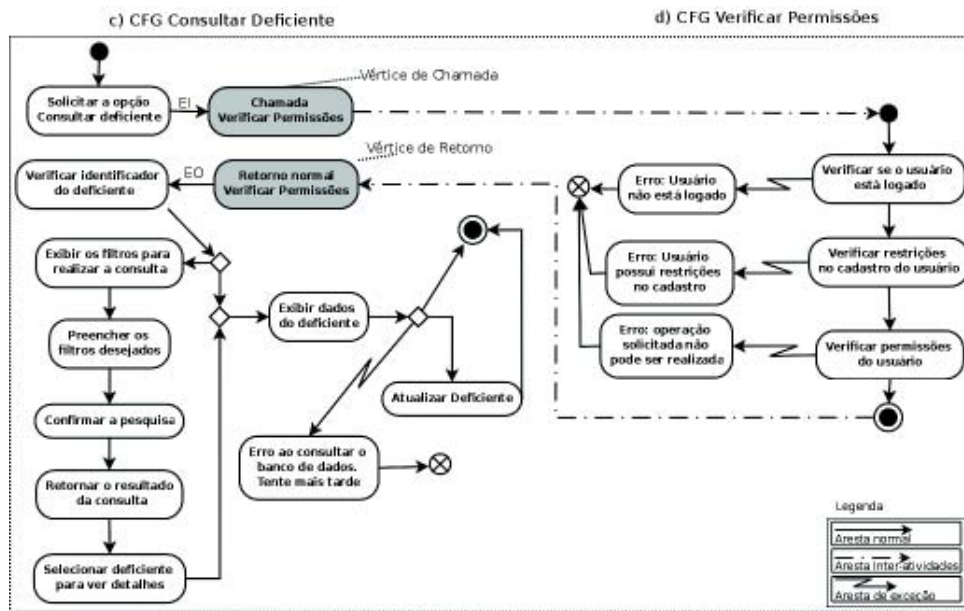 c) CFG Consultar Deficiente
d) CFG Verificar Permissões
Vértice de Chamada
Solicitar a opção
Consultar deficiente
EI
Chamada
Verificar Permissões
Vértice de Retorno
Verificar identificador
do deficiente
EO
Retorno normal
Verificar Permissões
Erro: Usuário
não está logado
Verificar se o usuário
está logado
Exibir os filtros para
realizar a consulta
Erro: Usuário
possui restrições
no cadastro
Verificar restrições
no cadastro do usuário
Exibir dados
do deficiente
Preencher os
filtros desejados
Erro: operação
solicitada não
pode ser realizada
Verificar permissões
do usuário
Atualizar Deficiente
Confirmar a pesquisa
Erro ao consultar o
banco de dados.
Tente mais tarde
Retornar o resultado
da consulta
Selecionar deficiente
para ver detalhes
Legenda
Aresta normal
Aresta Inter-atividades
Aresta de exceção